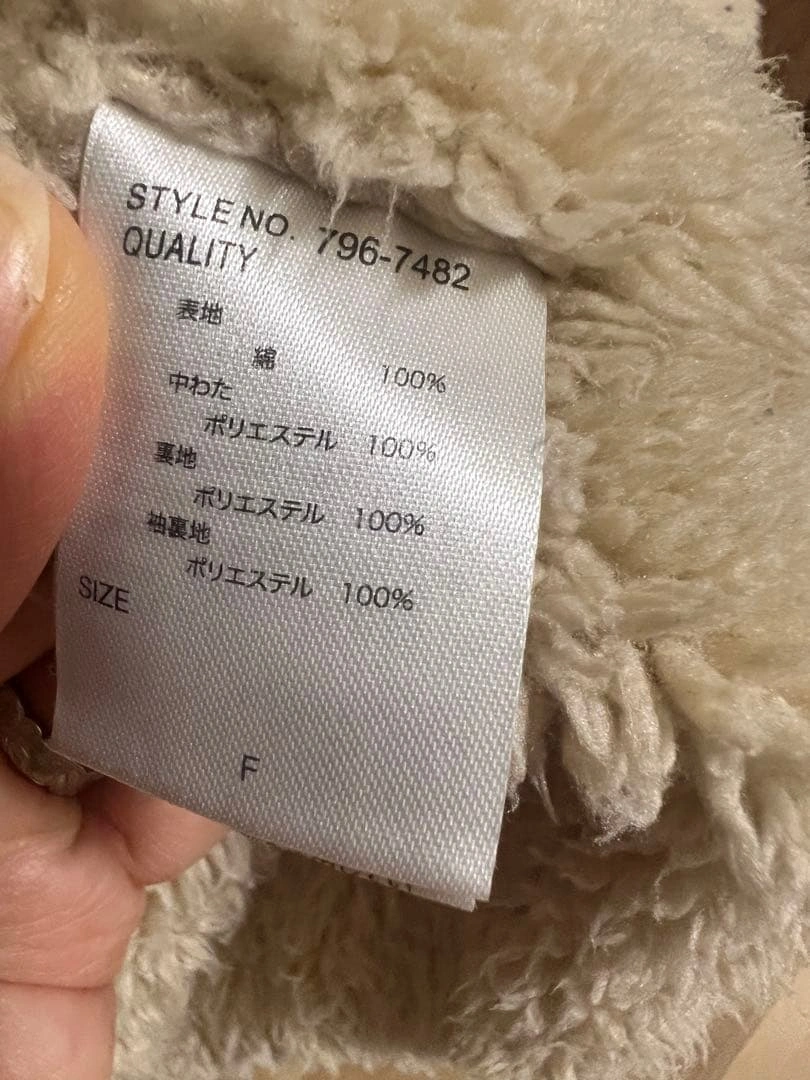 STYLE NO. 796-7482
QUALITY
表地
綿 100%
中わた
ポリエステル 100%
裏地
ポリエステル 100%
袖裏地
ポリエステル 100%
SIZE
F